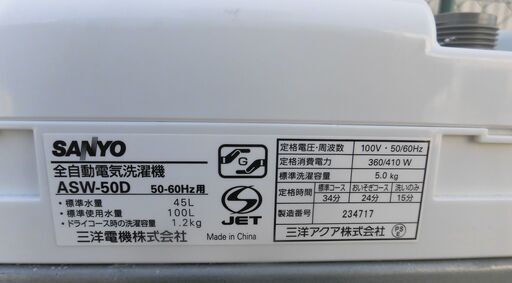 SANYO
全自動電気洗濯機
ASW-50D 50-60Hz用
・標準水量 45L
・標準使用水量 100L
・ドライコース時の洗濯容量 1.2kg
三洋電機株式会社
G
S
JET
Made in China
定格電圧・周波数 100V・50/60Hz
定格消費電力 360/410 W
標準洗濯容量 5.0 kg
定格時間 標準コース おいそぎコース 洗いのみ
34分 24分 15分
製造番号 234717
三洋アクア株式会社 PSE